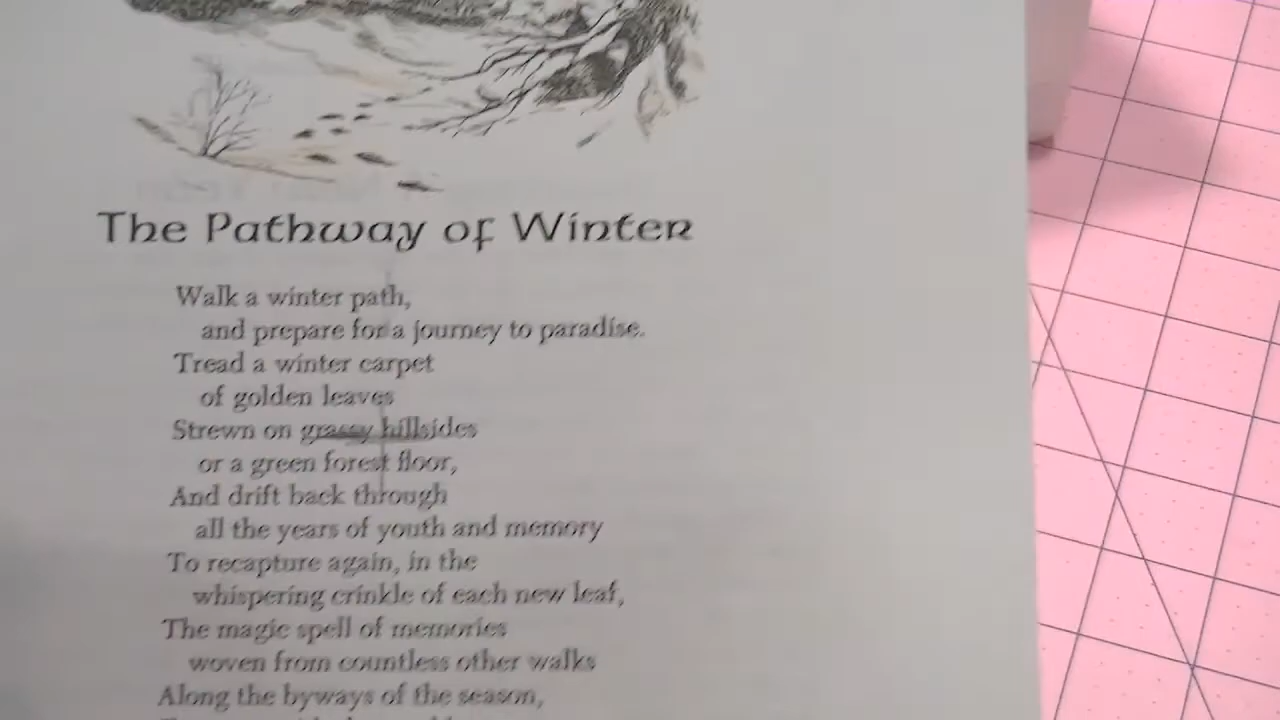 The Pathway of Winter
Walk a winter path,
and prepare for a journey to paradise.
Tread a winter carpet
of golden leaves
Strewn on grassy hillsides
or a green forest floor,
And drift back through
all the years of youth and memory
To recapture again, in the
whispering crinkle of each new leaf,
The magic spell of memories
woven from countless other walks
Along the byways of the season,